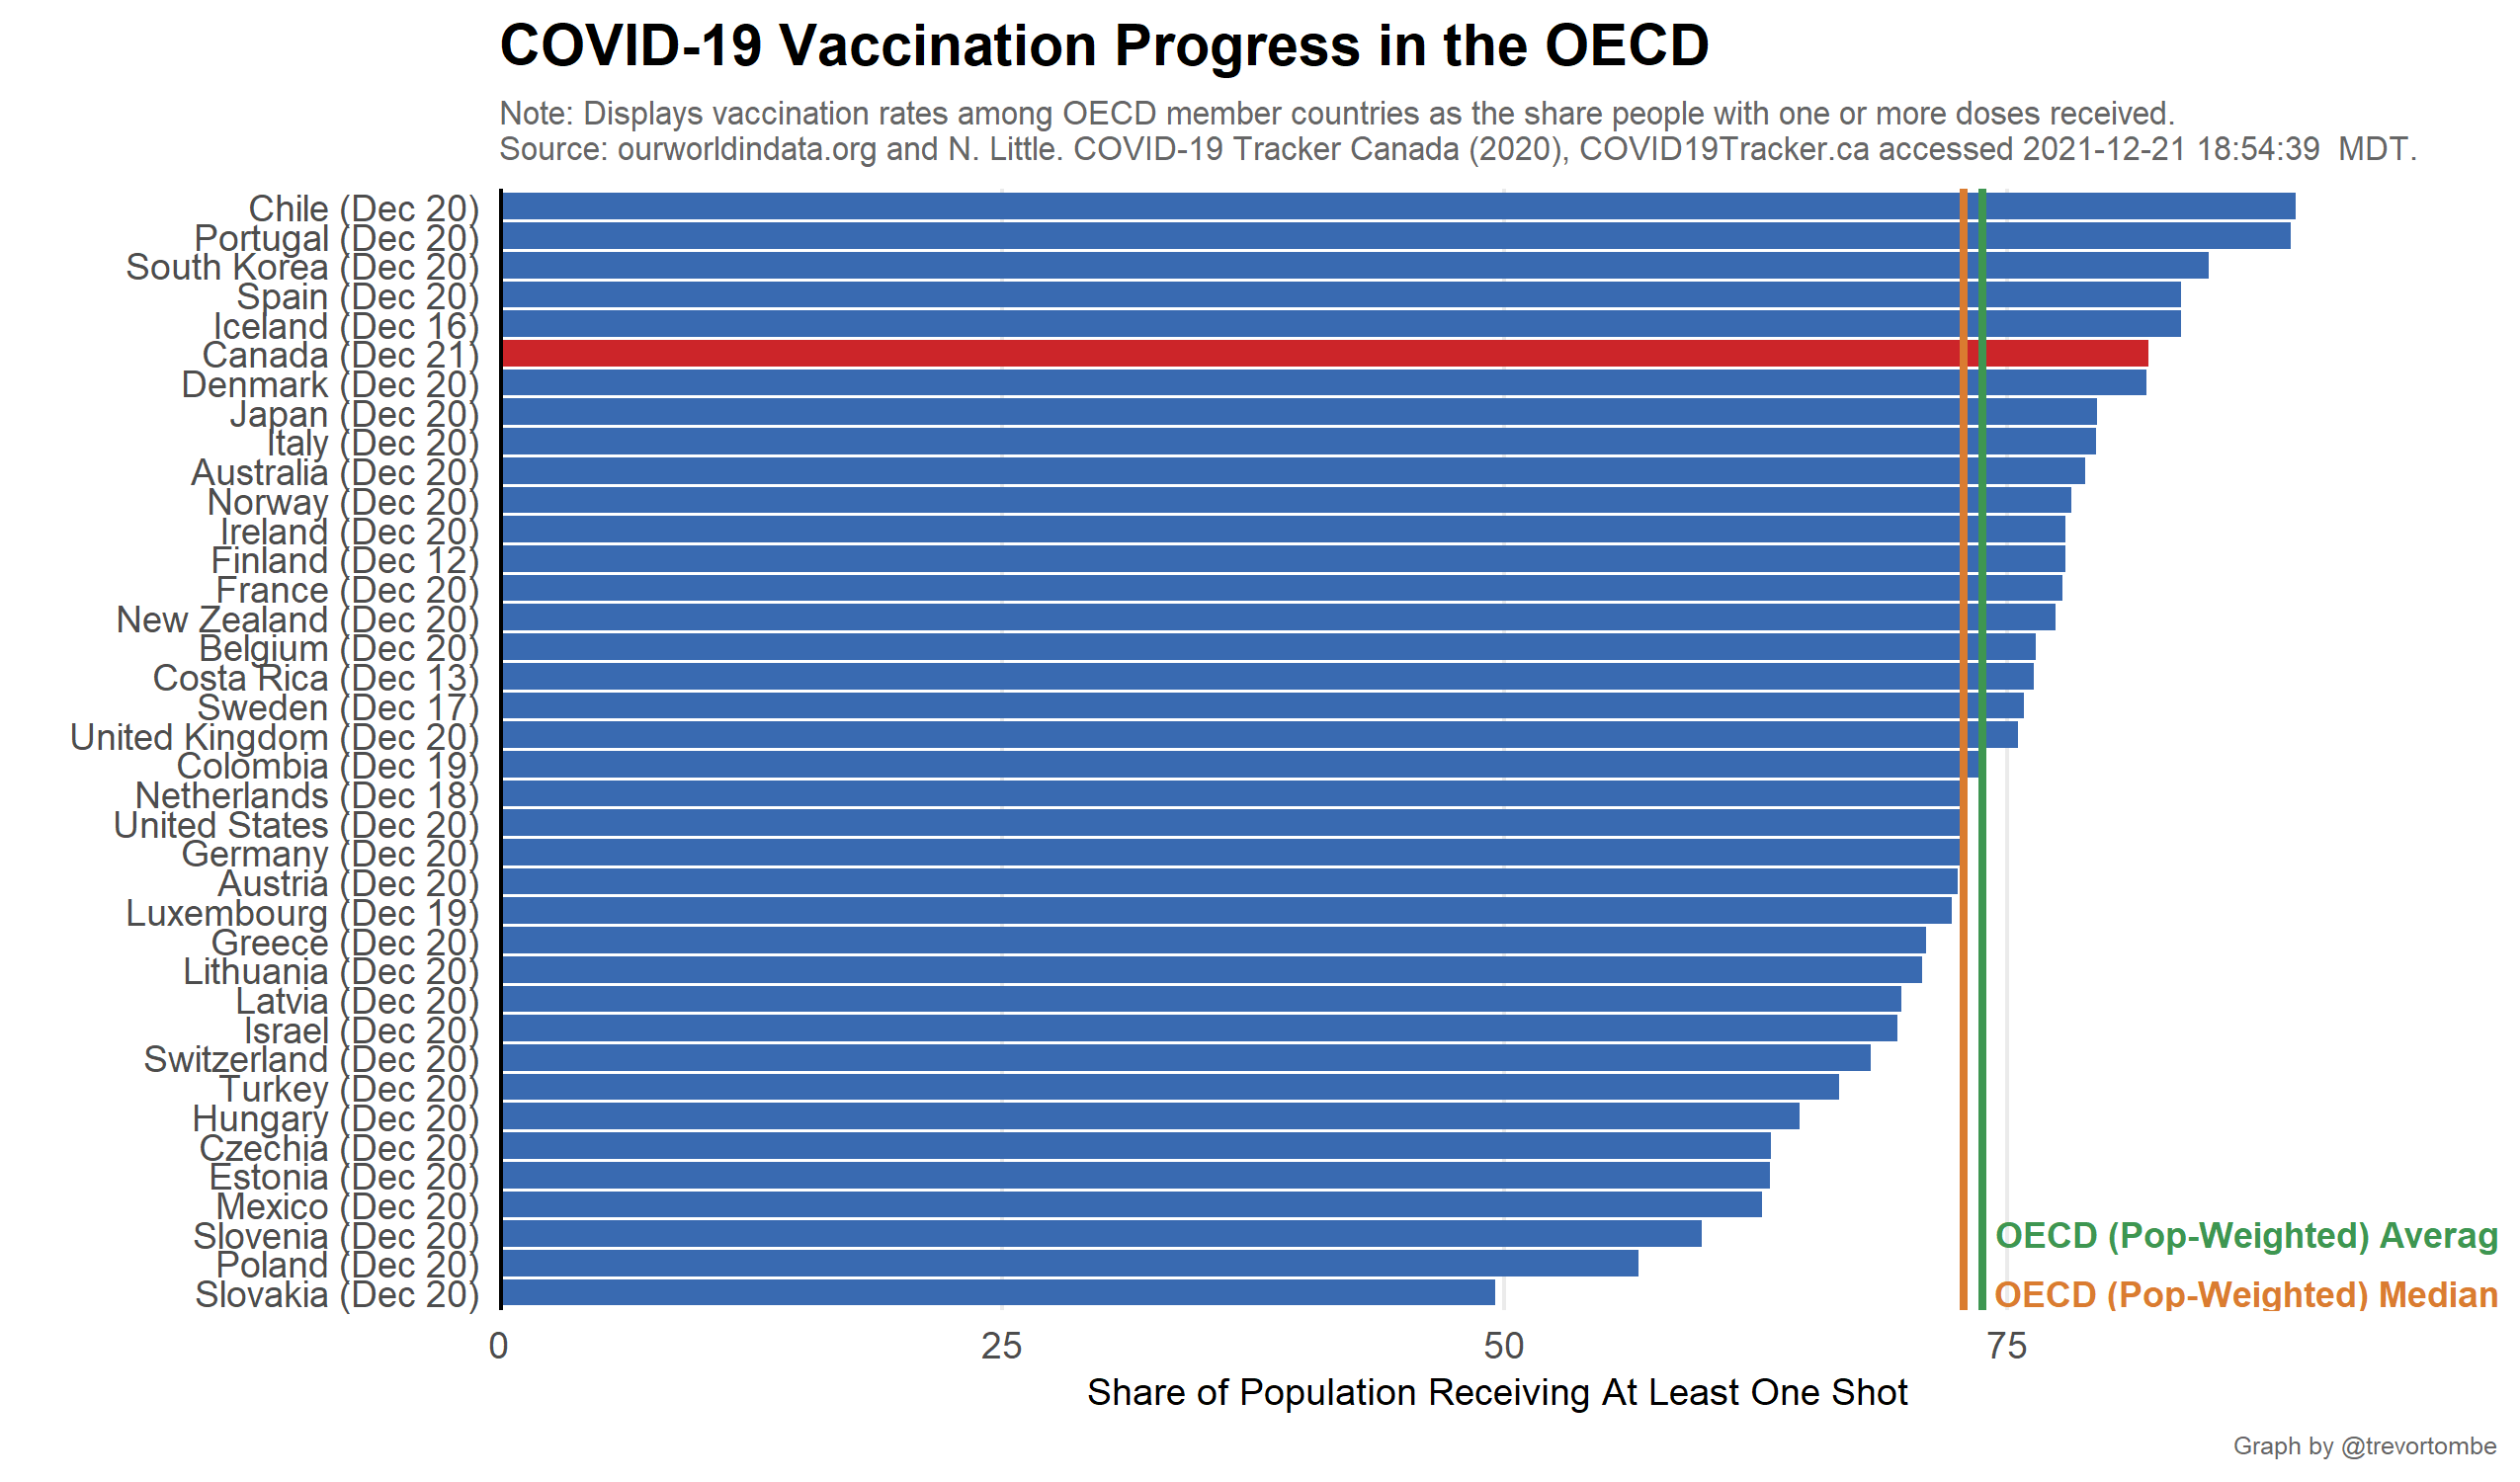 COVID-19 Vaccination Progress in the OECD
Note: Displays vaccination rates among OECD member countries as the share people with one or more doses received.
Source: ourworldindata.org and N. Little. COVID-19 Tracker Canada (2020), COVID19Tracker.ca accessed 2021-12-21 18:54:39  MDT.
Chile (Dec 20)
Portugal (Dec 20)
South Korea (Dec 20)
Spain (Dec 20)
Iceland (Dec 16)
Canada (Dec 21)
Denmark (Dec 20)
Japan (Dec 20)
Italy (Dec 20)
Australia (Dec 20)
Norway (Dec 20)
Ireland (Dec 20)
Finland (Dec 12)
France (Dec 20)
New Zealand (Dec 20)
Belgium (Dec 20)
Costa Rica (Dec 13)
Sweden (Dec 17)
United Kingdom (Dec 20)
Colombia (Dec 19)
Netherlands (Dec 18)
United States (Dec 20)
Germany (Dec 20)
Austria (Dec 20)
Luxembourg (Dec 19)
Greece (Dec 20)
Lithuania (Dec 20)
Latvia (Dec 20)
Israel (Dec 20)
Switzerland (Dec 20)
Turkey (Dec 20)
Hungary (Dec 20)
Czechia (Dec 20)
Estonia (Dec 20)
Mexico (Dec 20)
Slovenia (Dec 20)
Poland (Dec 20)
Slovakia (Dec 20)
OECD (Pop-Weighted) Averag
OECD (Pop-Weighted) Median
0 25 50 75
Share of Population Receiving At Least One Shot
Graph by @trevortombe